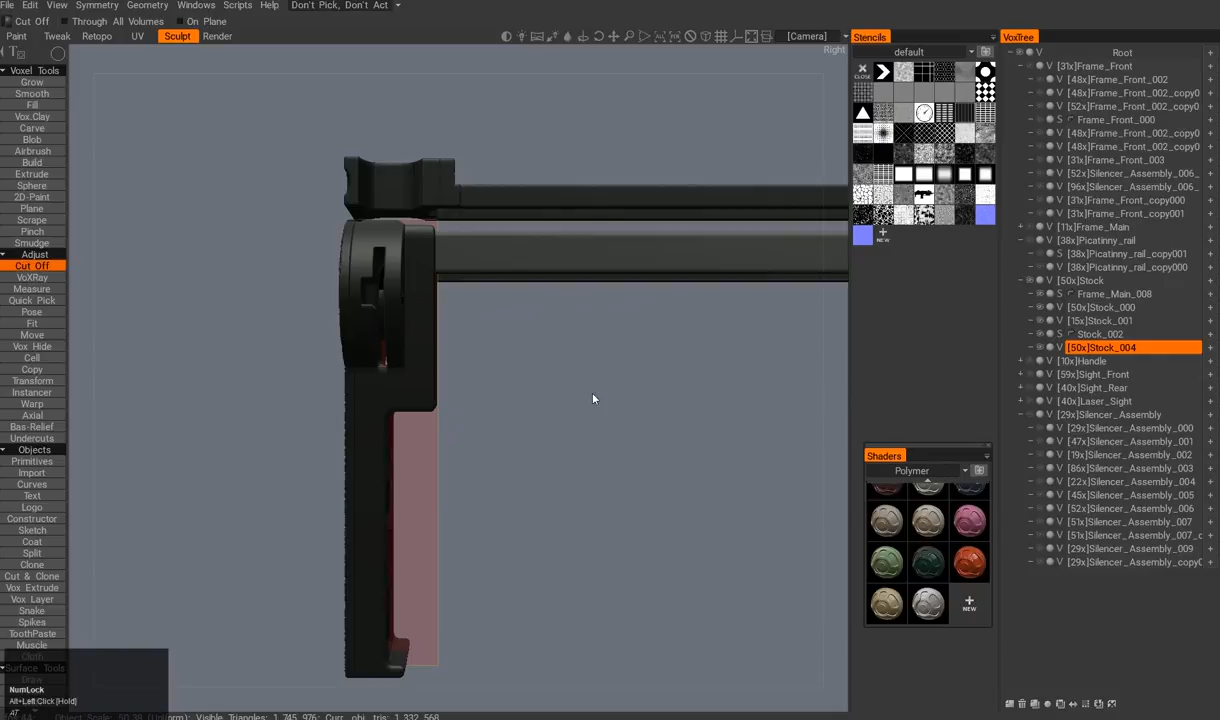 File Edit View Symmetry Geometry Windows Scripts Help Don't Pick, Don't Act
Cut Off Through All Volumes On Plane
Paint Tweak Retopo UV Sculpt Render [Camera]
Right
Voxel Tools
Grow
Smooth
Fill
Vox.Clay
Carve
Blob
Airbrush
Build
Extrude
Sphere
2D-Paint
Plane
Scrape
Pinch
Smudge
Adjust
Cut Off
VoXRay
Measure
Quick Pick
Pose
Fit
Move
Vox Hide
Cell
Copy
Transform
Instancer
Warp
Axial
Bas-Relief
Undercuts
Objects
Primitives
Import
Curves
Text
Logo
Constructor
Sketch
Coat
Split
Clone
Cut & Clone
Vox Extrude
Vox Layer
Snake
Spikes
ToothPaste
Muscle
Cloth
Surface Tools
Draw
NumLock
Alt+Left Click [Hold]
Stencils
default
CLOSE
NEW
Shaders
Polymer
NEW
VoxTree
V Root +
V [31x]Frame_Front +
V [48x]Frame_Front_002 +
V [48x]Frame_Front_002_copy0 +
V [52x]Frame_Front_002_copy0 +
S Frame_Front_000 +
V [48x]Frame_Front_002_copy0 +
V [48x]Frame_Front_002_copy0 +
V [31x]Frame_Front_003 +
V [52x]Silencer_Assembly_006_ +
V [96x]Silencer_Assembly_006_ +
V [31x]Frame_Front_copy000 +
V [31x]Frame_Front_copy001 +
V [11x]Frame_Main +
V [38x]Picatinny_rail +
S [38x]Picatinny_rail_copy001 +
V [38x]Picatinny_rail_copy000 +
V [50x]Stock +
S Frame_Main_008 +
V [50x]Stock_000 +
V [15x]Stock_001 +
S Stock_002 +
V [50x]Stock_004 +
V [10x]Handle +
V [59x]Sight_Front +
V [40x]Sight_Rear +
V [40x]Laser_Sight +
V [29x]Silencer_Assembly +
V [29x]Silencer_Assembly_000 +
V [47x]Silencer_Assembly_001 +
V [19x]Silencer_Assembly_002 +
V [86x]Silencer_Assembly_003 +
V [22x]Silencer_Assembly_004 +
V [45x]Silencer_Assembly_005 +
V [52x]Silencer_Assembly_006 +
V [51x]Silencer_Assembly_007 +
V [51x]Silencer_Assembly_007_c +
V [29x]Silencer_Assembly_009 +
V [29x]Silencer_Assembly_copy0 +